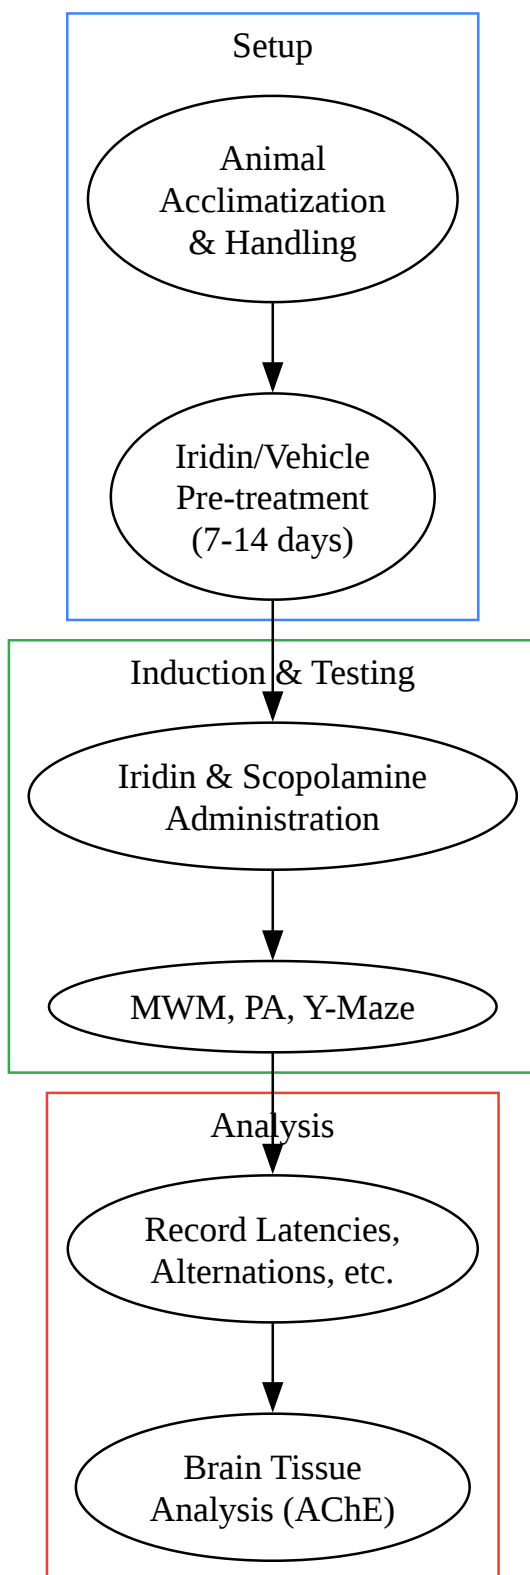 Setup
Animal
Acclimatization
& Handling
Iridin/Vehicle
Pre-treatment
(7-14 days)
Induction & Testing
Iridin & Scopolamine
Administration
MWM, PA, Y-Maze
Analysis
Record Latencies,
Alternations, etc.
Brain Tissue
Analysis (AChE)